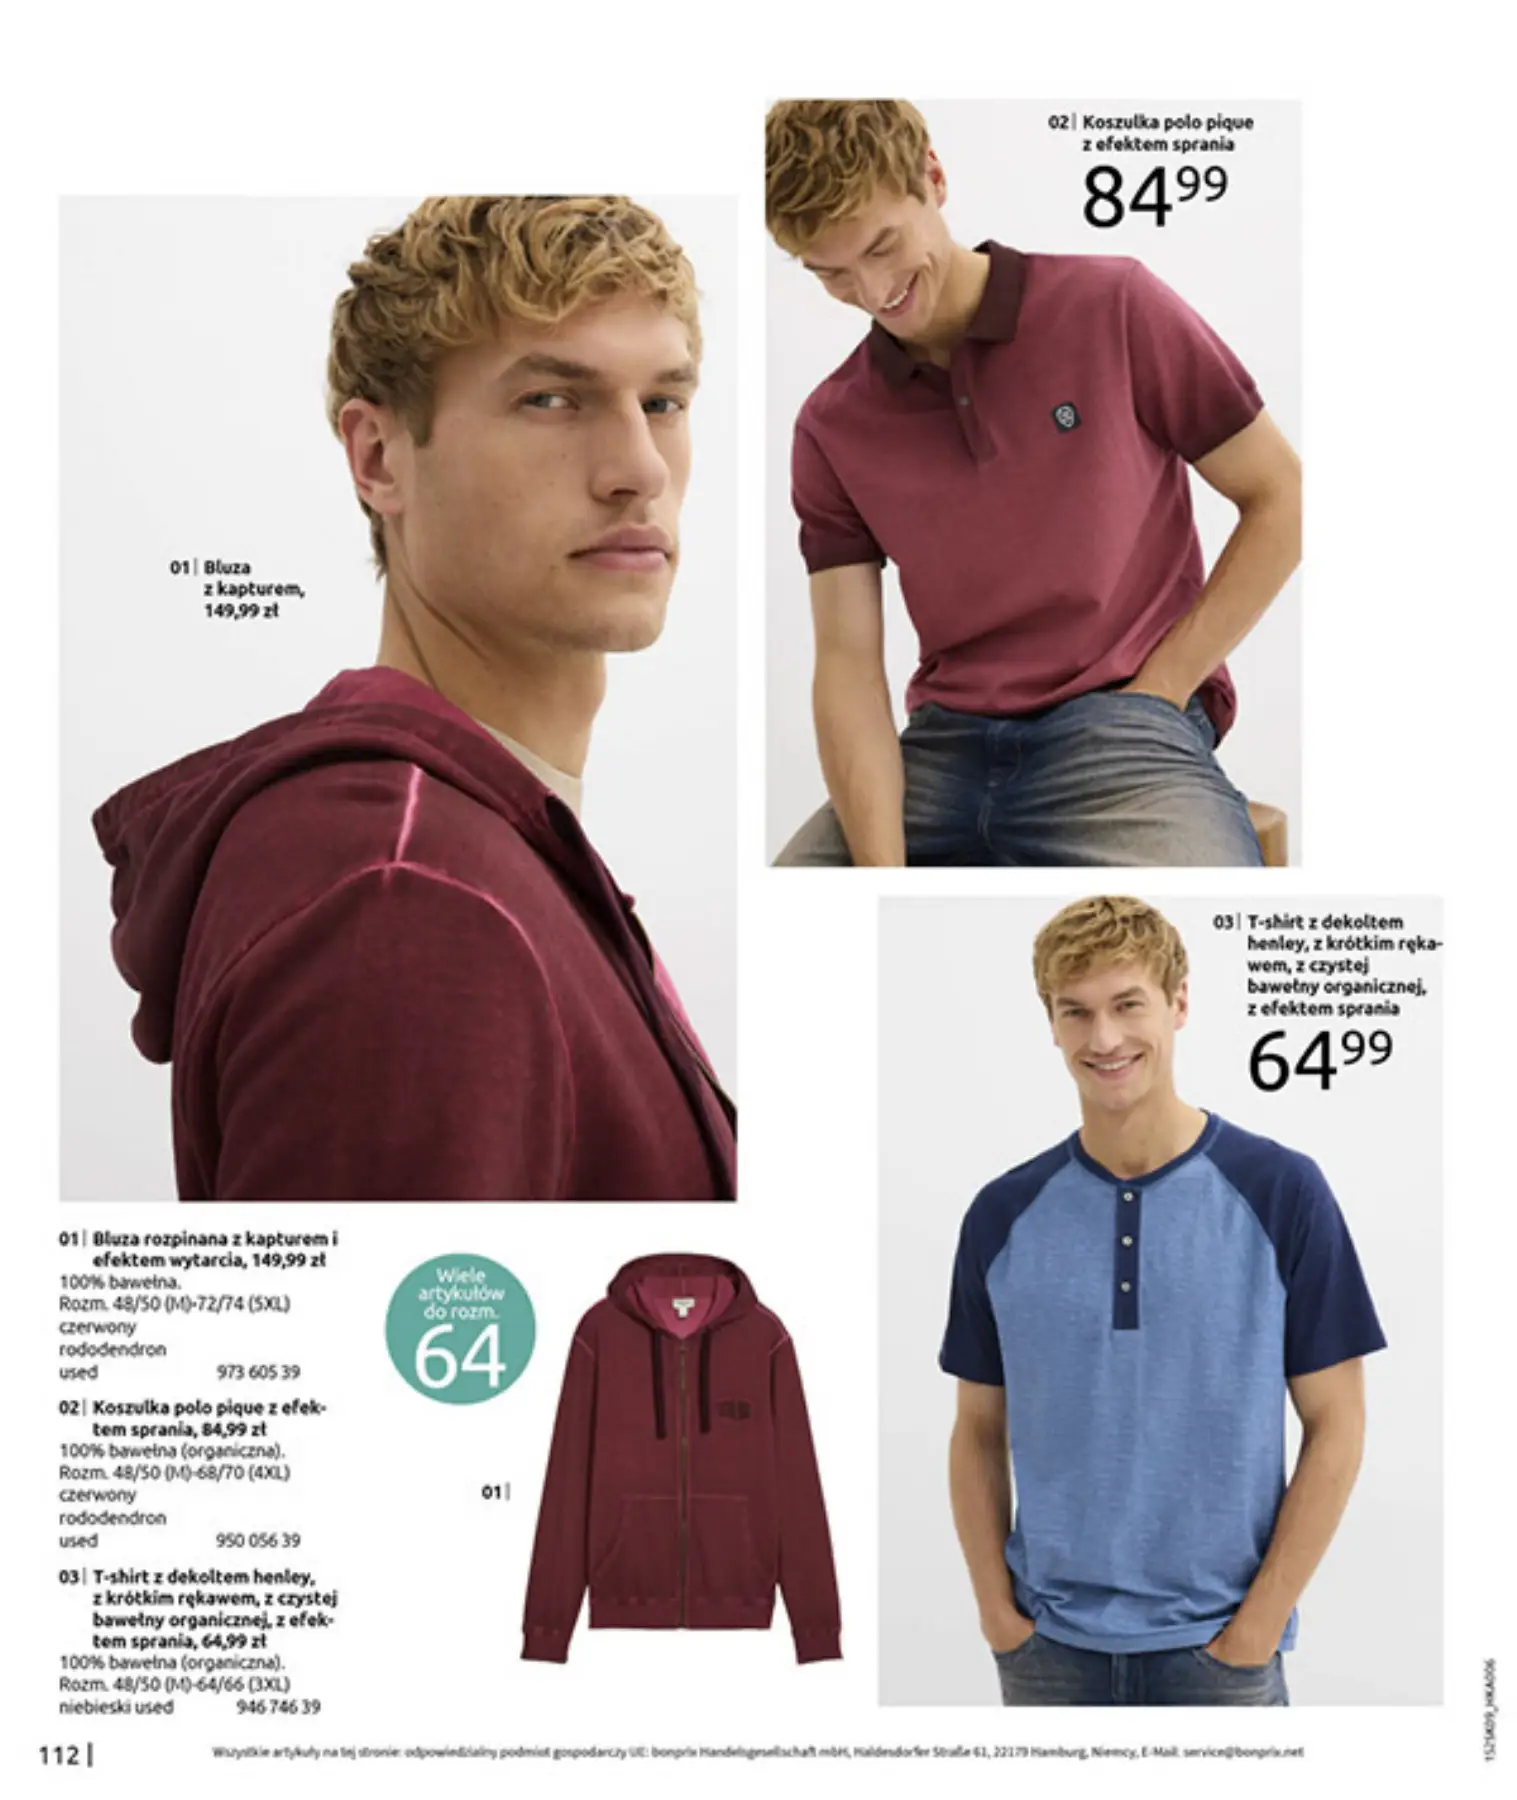 02| Koszulka polo pique
z efektem sprania
84 99
01| Bluza
z kapturem,
149,99 zł
03| T-shirt z dekoltem
henley, z krótkim ręka-
wem, z czystej
bawełny organicznej,
z efektem sprania
64 99
01| Bluza rozpinana z kapturem i
efektem wytarcia, 149,99 zł
100% bawełna.
Rozm. 48/50 (M)-72/74 (5XL)
czerwony
rododendron
used 973 605 39
02| Koszulka polo pique z efek-
tem sprania, 84,99 zł
100% bawełna (organiczna).
Rozm. 48/50 (M)-68/70 (4XL)
czerwony
rododendron
used 950 056 39
03| T-shirt z dekoltem henley,
z krótkim rękawem, z czystej
bawełny organicznej, z efek-
tem sprania, 64,99 zł
100% bawełna (organiczna).
Rozm. 48/50 (M)-64/66 (3XL)
niebieski used 946 746 39
Wiele
artykułów
do rozm.
64
01|
1525K09_HKA006
112 | Wszystkie artykuły na tej stronie: odpowiedzialny podmiot gospodarczy UE: bonprix Handelsgesellschaft mbH, Haldesdorfer Straße 61, 22179 Hamburg, Niemcy, E-Mail: service@bonprix.net